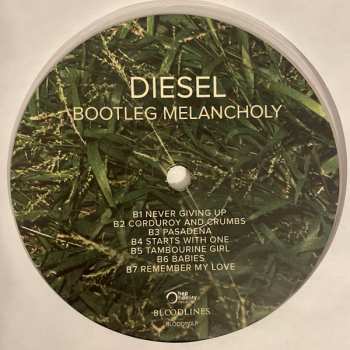 DIESEL
BOOTLEG MELANCHOLY
B1 NEVER GIVING UP
B2 CORDUROY AND CRUMBS
B3 PASADENA
B4 STARTS WITH ONE
B5 TAMBOURINE GIRL
B6 BABIES
B7 REMEMBER MY LOVE
BLOODLINES